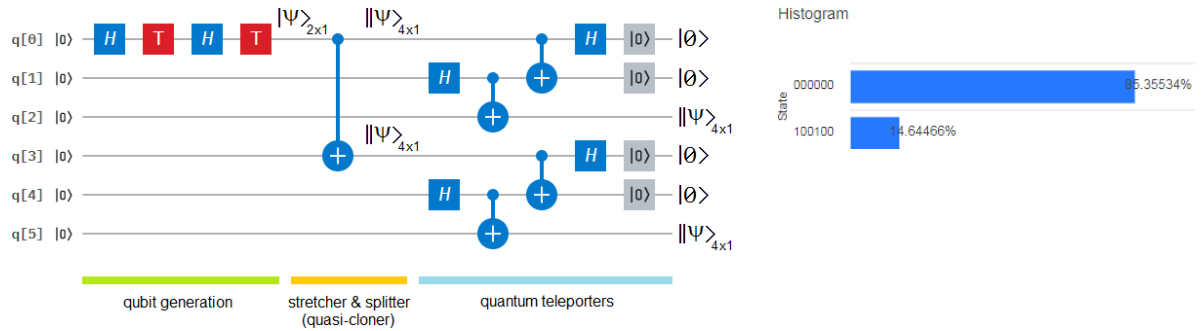 |Ψ⟩2x1 ‖Ψ⟩4x1
q[0] |0⟩ H T H T H |0⟩ |0⟩
q[1] |0⟩ H |0⟩ |0⟩
q[2] |0⟩ ‖Ψ⟩4x1
‖Ψ⟩4x1
q[3] |0⟩ H |0⟩ |0⟩
q[4] |0⟩ H |0⟩ |0⟩
q[5] |0⟩ ‖Ψ⟩4x1
qubit generation
stretcher & splitter
(quasi-cloner)
quantum teleporters
Histogram
State
000000 85.35534%
100100 14.64466%